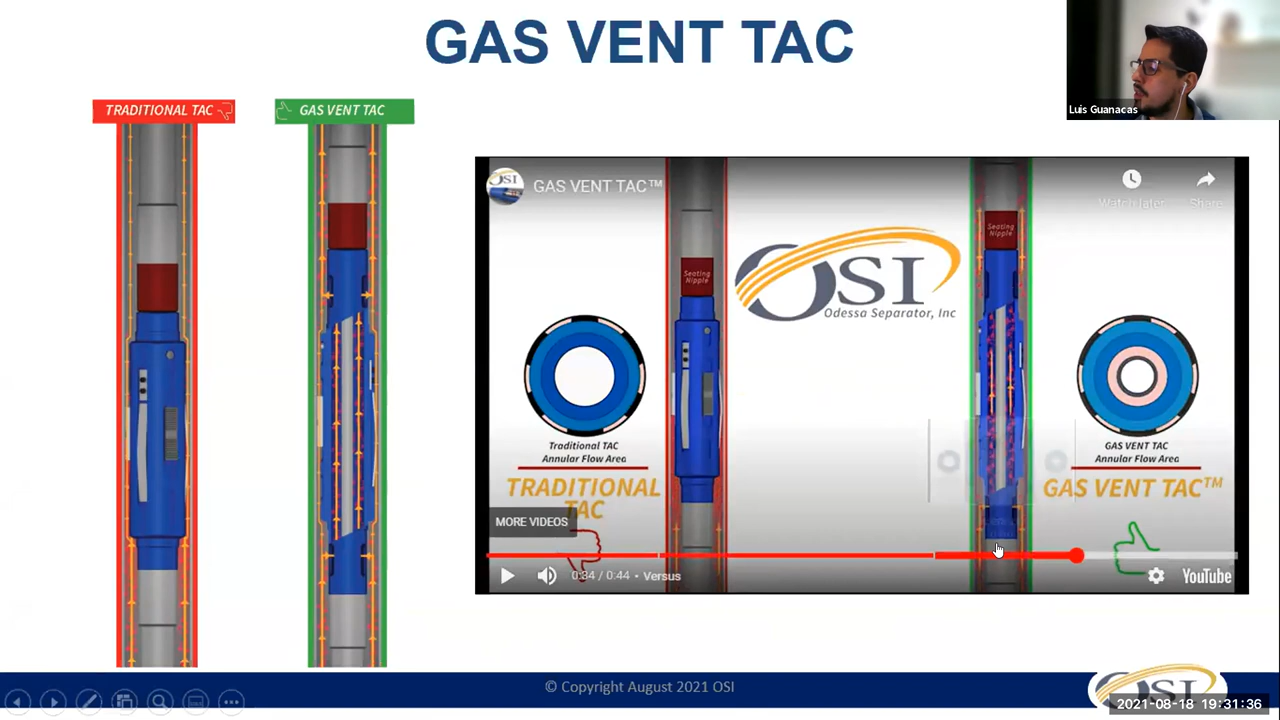 GAS VENT TAC
Luis Guanacas
TRADITIONAL TAC
GAS VENT TAC
OSI
GAS VENT TAC™
Watch later
Share
Seating
Nipple
Seating
Nipple
OSI
Odessa Separator, Inc
Traditional TAC
Annular Flow Area
TRADITIONAL
TAC
GAS VENT TAC
Annular Flow Area
GAS VENT TAC™
MORE VIDEOS
0:34 / 0:44 • Versus
YouTube
© Copyright August 2021 OSI
OSI
2021-08-18 19:31:36